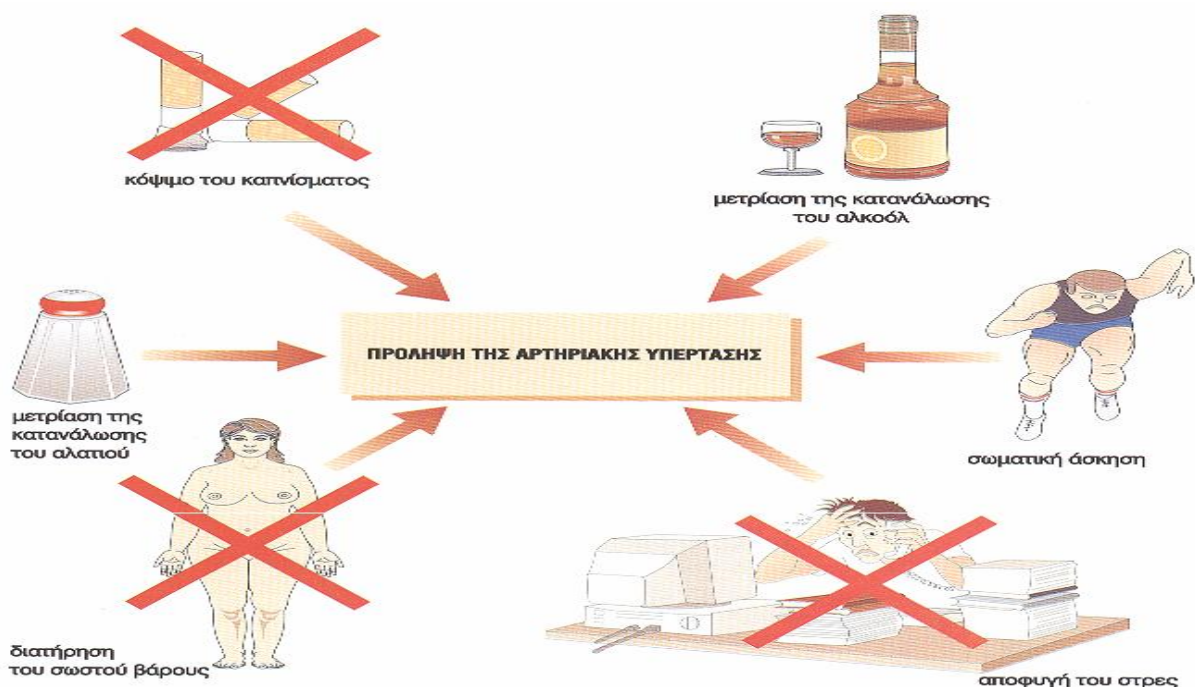 κόψιμο του καπνίσματος
μετρίαση της κατανάλωσης
του αλκοόλ
ΠΡΟΛΗΨΗ ΤΗΣ ΑΡΤΗΡΙΑΚΗΣ ΥΠΕΡΤΑΣΗΣ
μετρίαση της
κατανάλωσης
του αλατιού
σωματική άσκηση
διατήρηση
του σωστού βάρους
αποφυγή του στρες